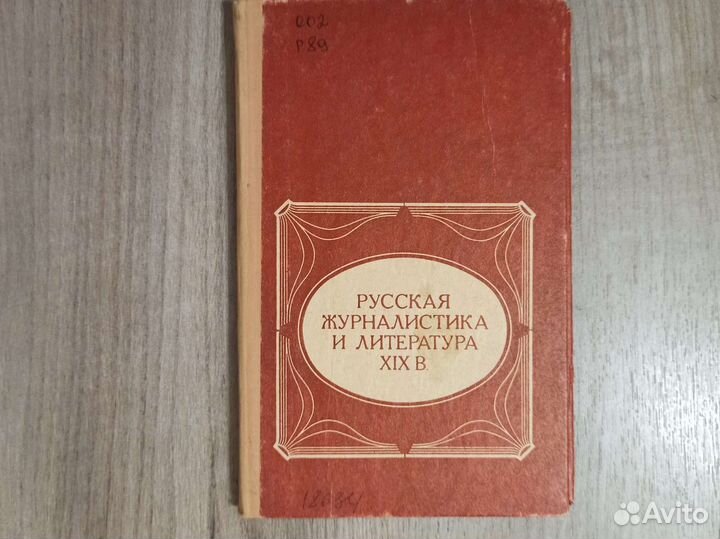 002
Р89
РУССКАЯ
ЖУРНАЛИСТИКА
И ЛИТЕРАТУРА
XIX В.
Avito